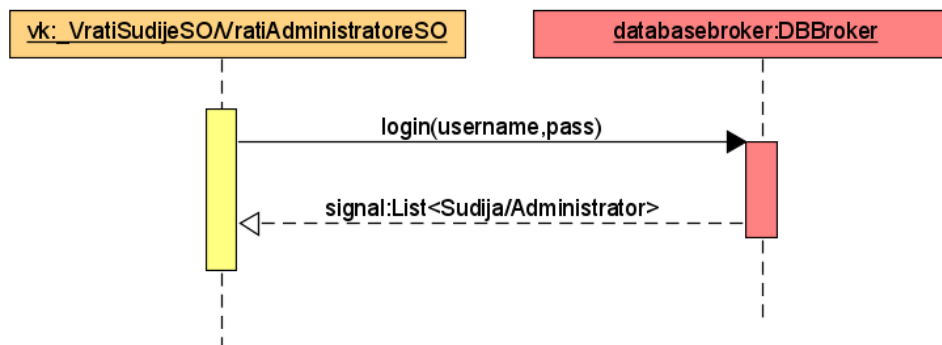 vk:_VratiSudijeSO/VratiAdministratoreSO
databasebroker:DBBroker
login(username,pass)
signal:List<Sudija/Administrator>